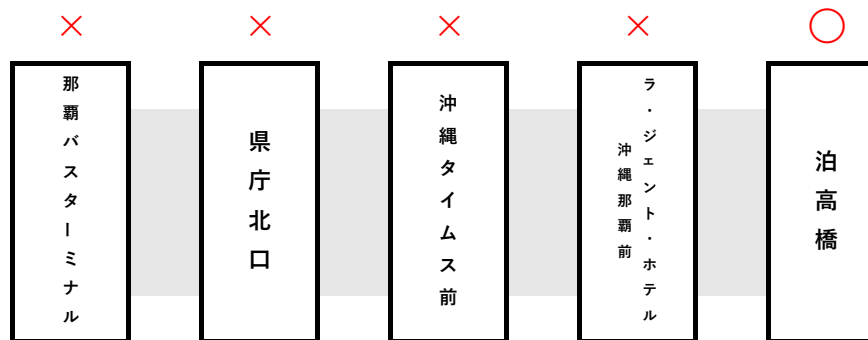 × × × × ○
那覇バスターミナル
県庁北口
沖縄タイムス前
ラ・ジェント・ホテル
沖縄那覇前
泊高橋